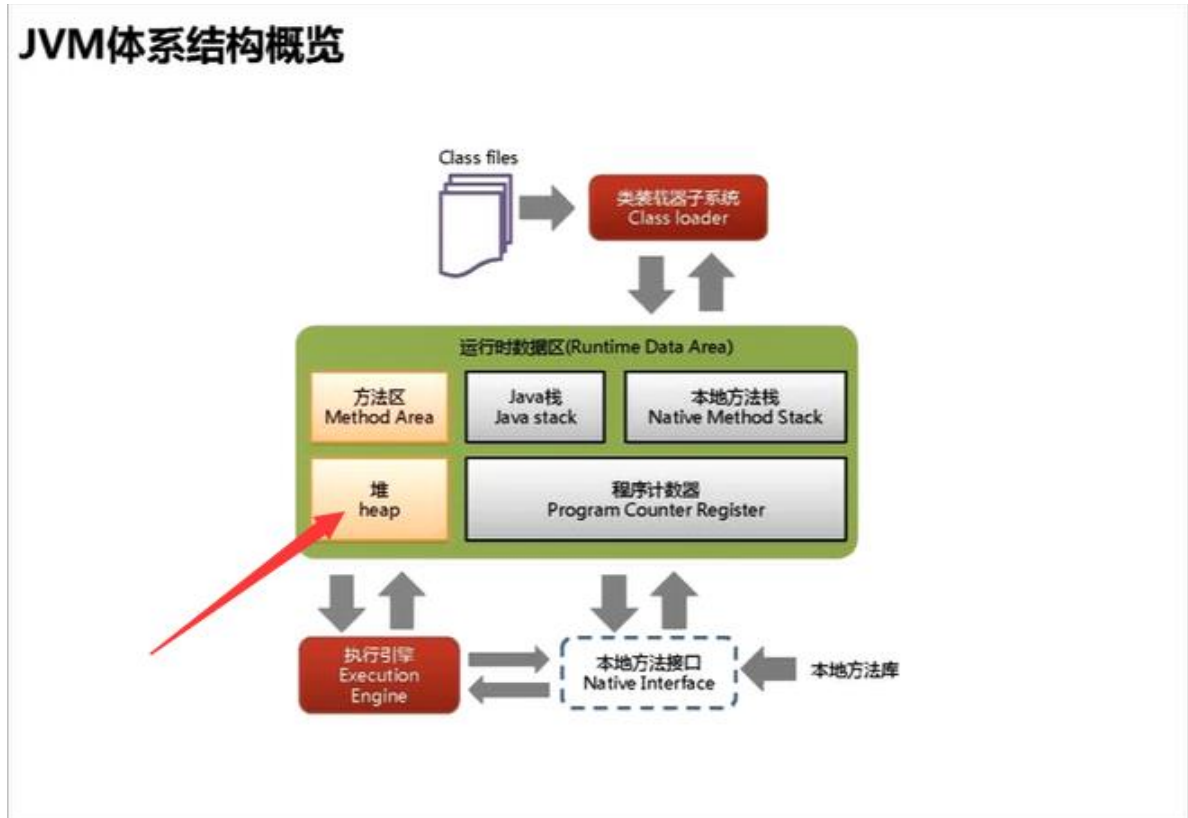 JVM体系结构概览
Class files
类装载器子系统
Class loader
运行时数据区(Runtime Data Area)
方法区
Method Area
Java栈
Java stack
本地方法栈
Native Method Stack
堆
heap
程序计数器
Program Counter Register
执行引擎
Execution
Engine
本地方法接口
Native Interface
本地方法库